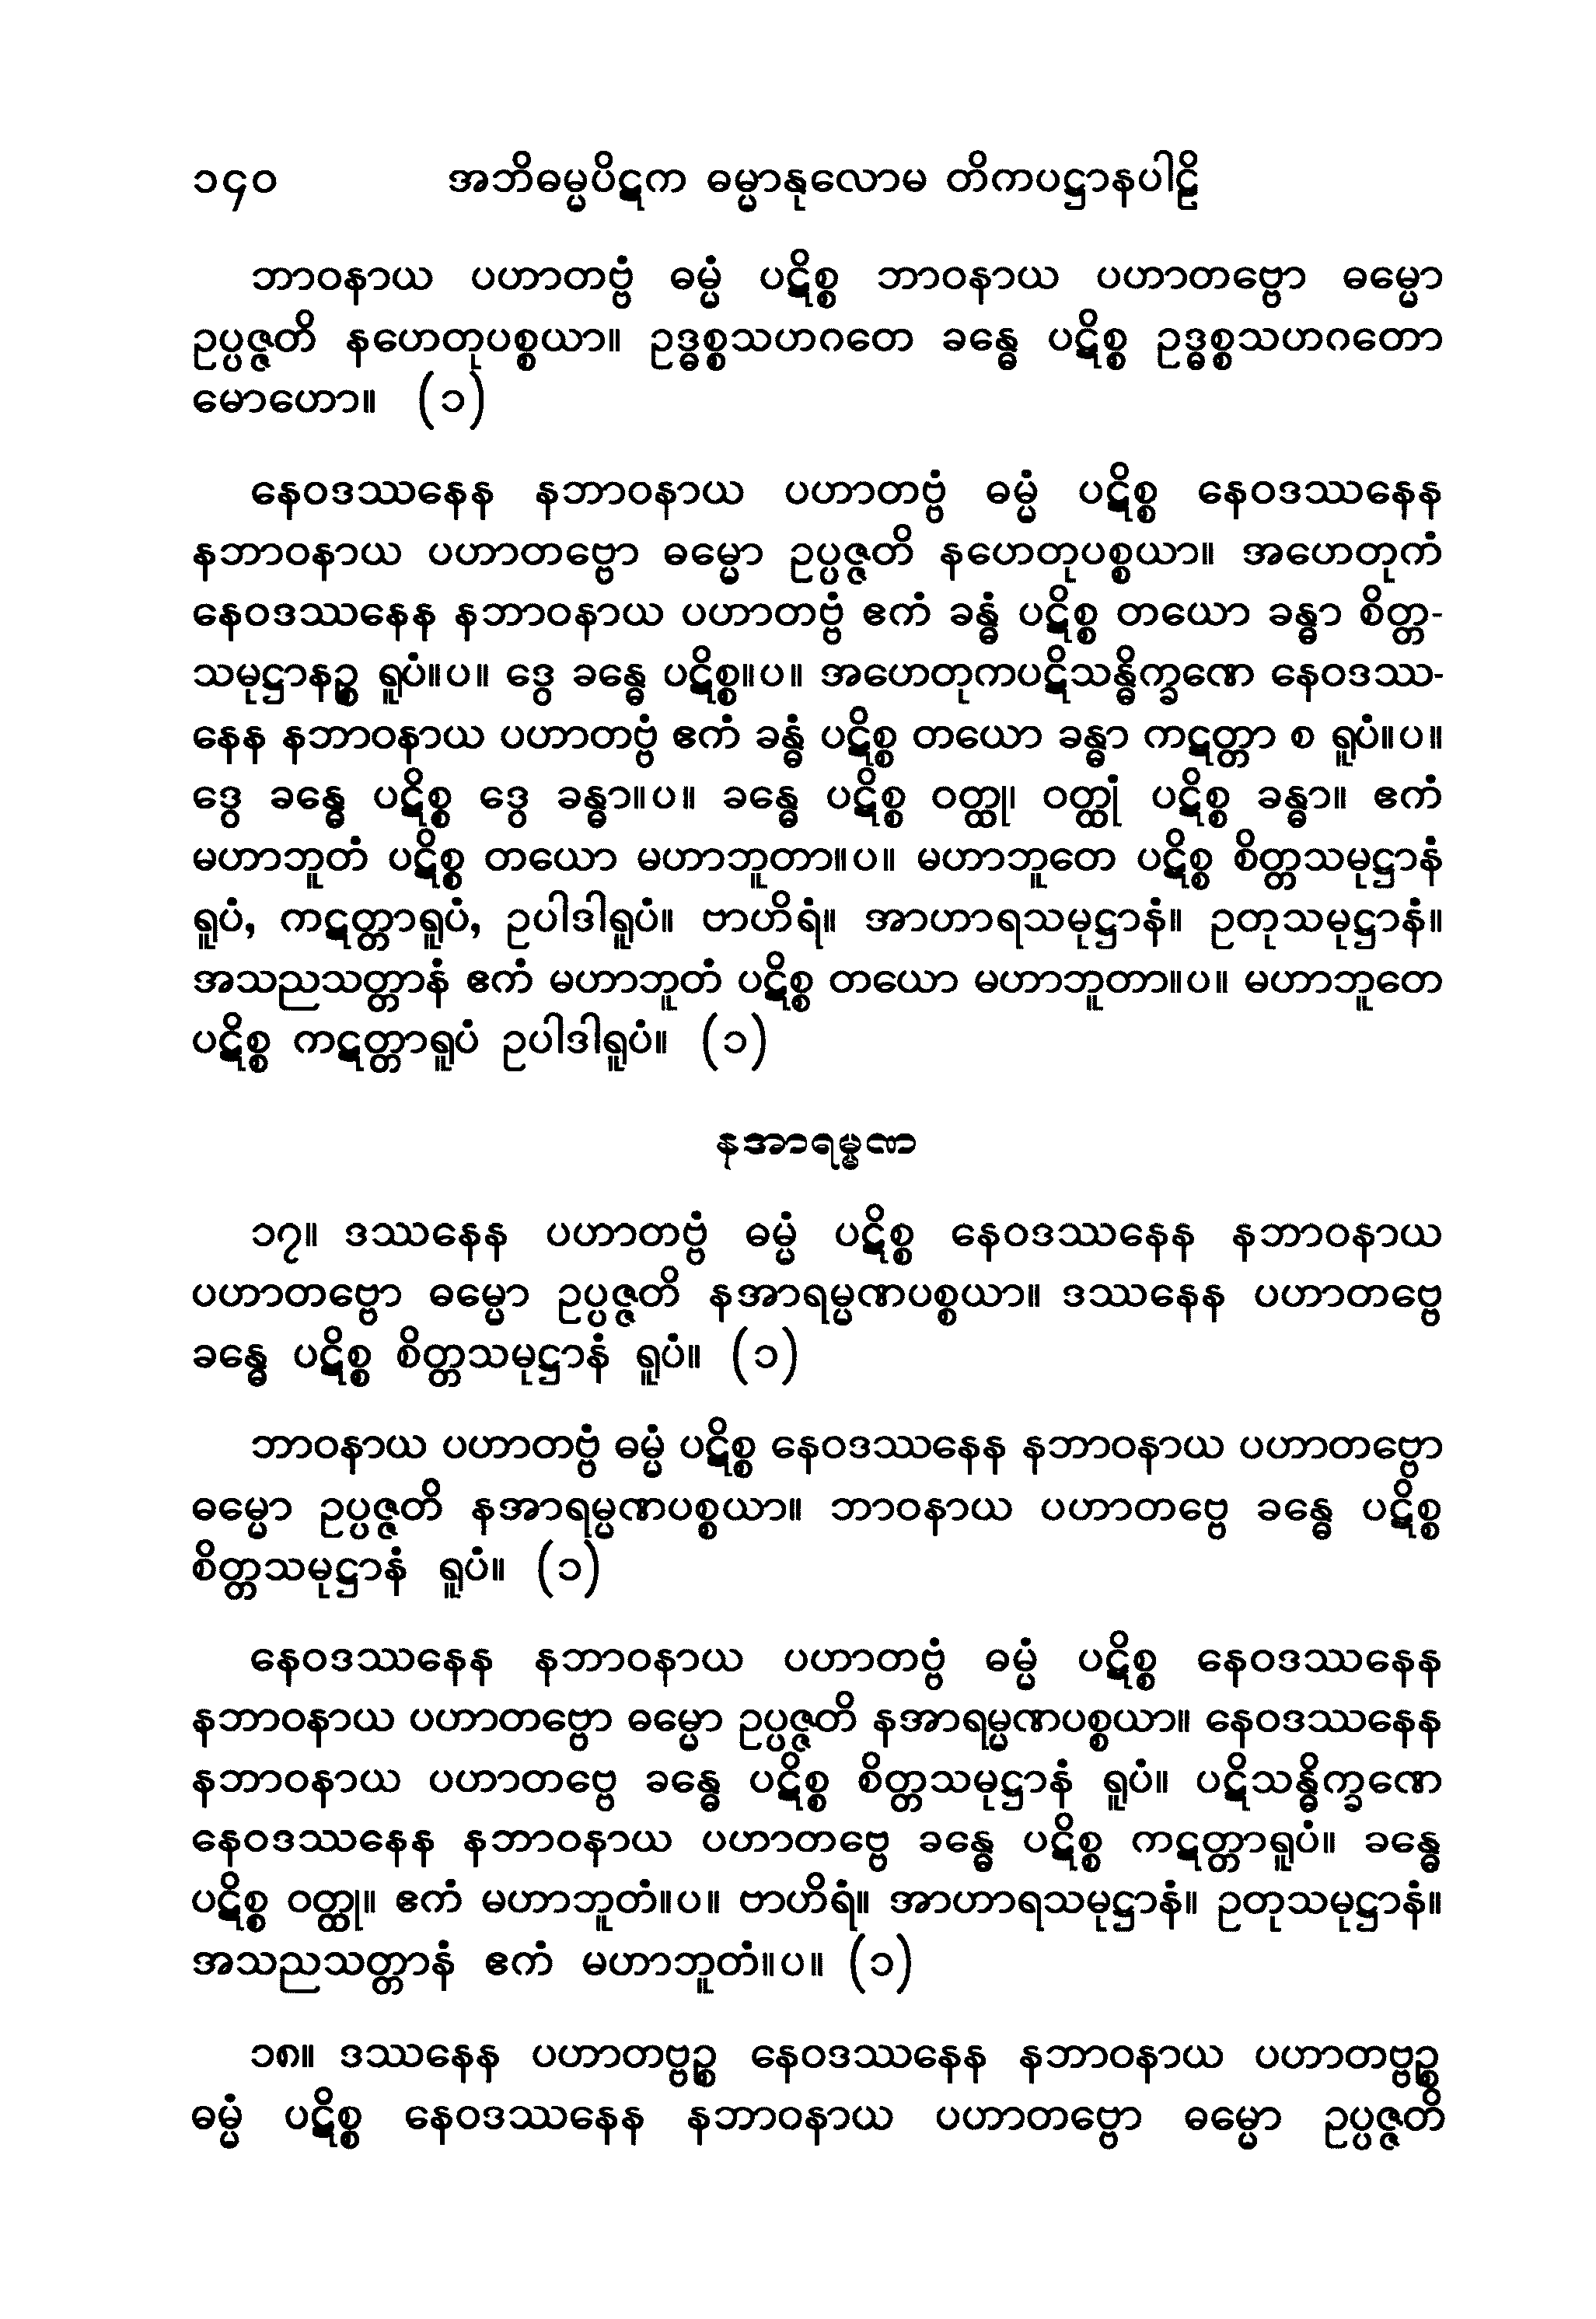 ၁၄၀ အဘိဓမ္မပိဋက ဓမ္မာနုလောမ တိကပဋ္ဌာနပါဠိ
ဘာဝနာယ ပဟာတဗ္ဗံ ဓမ္မံ ပဋိစ္စ ဘာဝနာယ ပဟာတဗ္ဗော ဓမ္မော
ဥပ္ပဇ္ဇတိ နဟေတုပစ္စယာ။ ဥဒ္ဓစ္စသဟဂတေ ခန္ဓေ ပဋိစ္စ ဥဒ္ဓစ္စသဟဂတော
မောဟော။ (၁)
နေဝဒဿနေန နဘာဝနာယ ပဟာတဗ္ဗံ ဓမ္မံ ပဋိစ္စ နေဝဒဿနေန
နဘာဝနာယ ပဟာတဗ္ဗော ဓမ္မော ဥပ္ပဇ္ဇတိ နဟေတုပစ္စယာ။ အဟေတုကံ
နေဝဒဿနေန နဘာဝနာယ ပဟာတဗ္ဗံ ဧကံ ခန္ဓံ ပဋိစ္စ တယော ခန္ဓာ စိတ္တ-
သမုဋ္ဌာနဉ္စ ရူပံ။ပ။ ဒွေ ခန္ဓေ ပဋိစ္စ။ပ။ အဟေတုကပဋိသန္ဓိက္ခဏေ နေဝဒဿ-
နေန နဘာဝနာယ ပဟာတဗ္ဗံ ဧကံ ခန္ဓံ ပဋိစ္စ တယော ခန္ဓာ ကဋတ္တာ စ ရူပံ။ပ။
ဒွေ ခန္ဓေ ပဋိစ္စ ဒွေ ခန္ဓာ။ပ။ ခန္ဓေ ပဋိစ္စ ဝတ္ထု၊ ဝတ္ထုံ ပဋိစ္စ ခန္ဓာ။ ဧကံ
မဟာဘူတံ ပဋိစ္စ တယော မဟာဘူတာ။ပ။ မဟာဘူတေ ပဋိစ္စ စိတ္တသမုဋ္ဌာနံ
ရူပံ, ကဋတ္တာရူပံ, ဥပါဒါရူပံ။ ဗာဟိရံ။ အာဟာရသမုဋ္ဌာနံ။ ဥတုသမုဋ္ဌာနံ။
အသညသတ္တာနံ ဧကံ မဟာဘူတံ ပဋိစ္စ တယော မဟာဘူတာ။ပ။ မဟာဘူတေ
ပဋိစ္စ ကဋတ္တာရူပံ ဥပါဒါရူပံ။ (၁)
နအာရမ္မဏ
၁၇။ ဒဿနေန ပဟာတဗ္ဗံ ဓမ္မံ ပဋိစ္စ နေဝဒဿနေန နဘာဝနာယ
ပဟာတဗ္ဗော ဓမ္မော ဥပ္ပဇ္ဇတိ နအာရမ္မဏပစ္စယာ။ ဒဿနေန ပဟာတဗ္ဗေ
ခန္ဓေ ပဋိစ္စ စိတ္တသမုဋ္ဌာနံ ရူပံ။ (၁)
ဘာဝနာယ ပဟာတဗ္ဗံ ဓမ္မံ ပဋိစ္စ နေဝဒဿနေန နဘာဝနာယ ပဟာတဗ္ဗော
ဓမ္မော ဥပ္ပဇ္ဇတိ နအာရမ္မဏပစ္စယာ။ ဘာဝနာယ ပဟာတဗ္ဗေ ခန္ဓေ ပဋိစ္စ
စိတ္တသမုဋ္ဌာနံ ရူပံ။ (၁)
နေဝဒဿနေန နဘာဝနာယ ပဟာတဗ္ဗံ ဓမ္မံ ပဋိစ္စ နေဝဒဿနေန
နဘာဝနာယ ပဟာတဗ္ဗော ဓမ္မော ဥပ္ပဇ္ဇတိ နအာရမ္မဏပစ္စယာ။ နေဝဒဿနေန
နဘာဝနာယ ပဟာတဗ္ဗေ ခန္ဓေ ပဋိစ္စ စိတ္တသမုဋ္ဌာနံ ရူပံ။ ပဋိသန္ဓိက္ခဏေ
နေဝဒဿနေန နဘာဝနာယ ပဟာတဗ္ဗေ ခန္ဓေ ပဋိစ္စ ကဋတ္တာရူပံ။ ခန္ဓေ
ပဋိစ္စ ဝတ္ထု။ ဧကံ မဟာဘူတံ။ပ။ ဗာဟိရံ။ အာဟာရသမုဋ္ဌာနံ။ ဥတုသမုဋ္ဌာနံ။
အသညသတ္တာနံ ဧကံ မဟာဘူတံ။ပ။ (၁)
၁၈။ ဒဿနေန ပဟာတဗ္ဗဉ္စ နေဝဒဿနေန နဘာဝနာယ ပဟာတဗ္ဗဉ္စ
ဓမ္မံ ပဋိစ္စ နေဝဒဿနေန နဘာဝနာယ ပဟာတဗ္ဗော ဓမ္မော ဥပ္ပဇ္ဇတိ